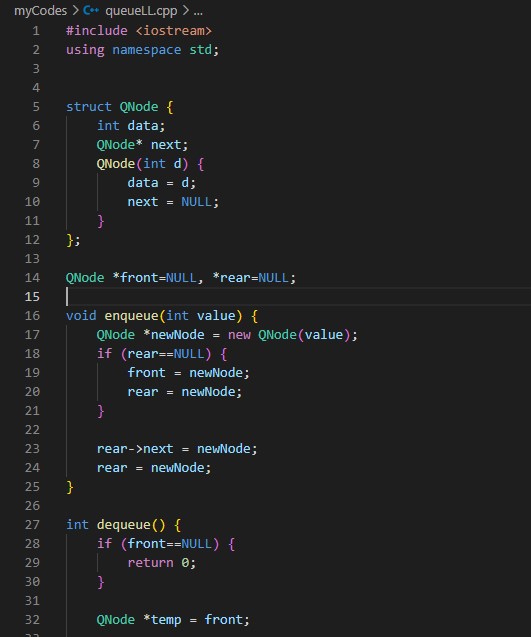 myCodes > C++ queueLL.cpp > ...
1 #include <iostream>
2 using namespace std;
3
4
5 struct QNode {
6     int data;
7     QNode* next;
8     QNode(int d) {
9         data = d;
10         next = NULL;
11     }
12 };
13
14 QNode *front=NULL, *rear=NULL;
15
16 void enqueue(int value) {
17     QNode *newNode = new QNode(value);
18     if (rear==NULL) {
19         front = newNode;
20         rear = newNode;
21     }
22
23     rear->next = newNode;
24     rear = newNode;
25 }
26
27 int dequeue() {
28     if (front==NULL) {
29         return 0;
30     }
31
32     QNode *temp = front;